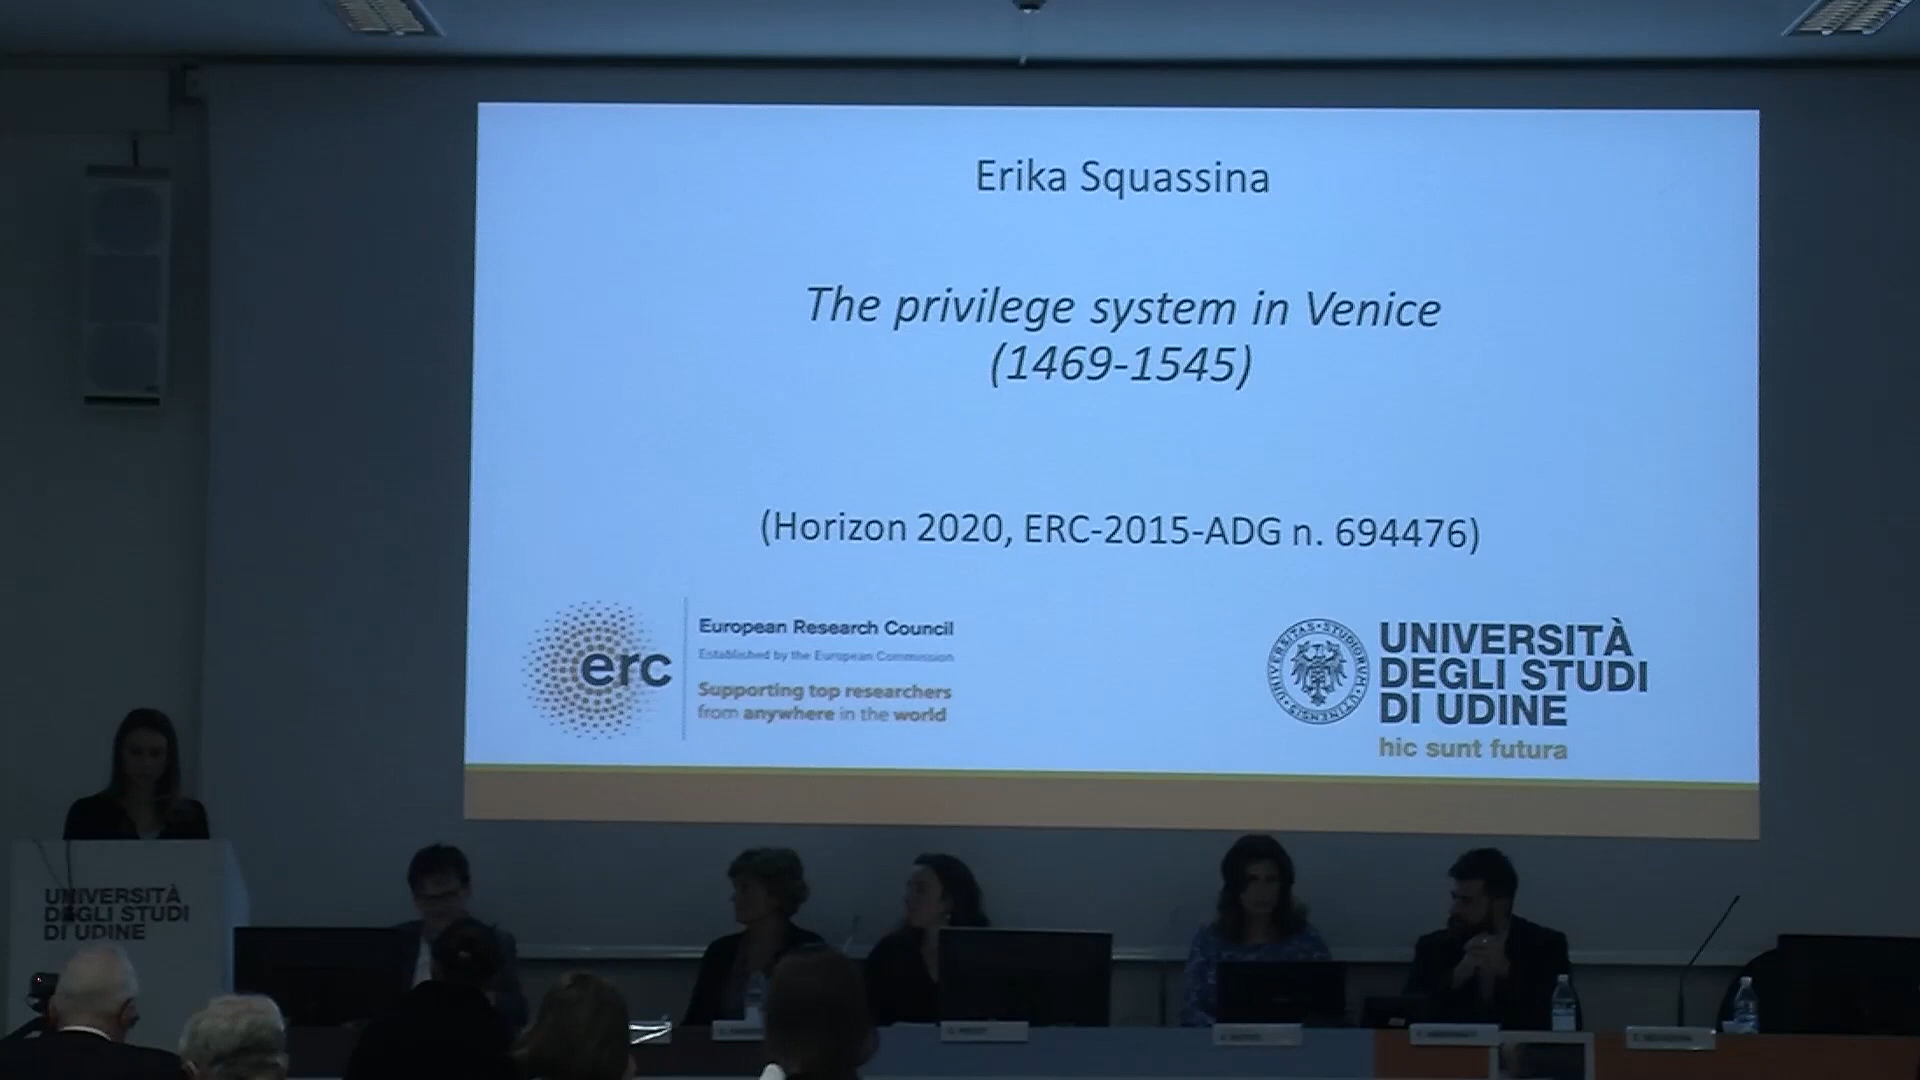 Erika Squassina
The privilege system in Venice
(1469-1545)
(Horizon 2020, ERC-2015-ADG n. 694476)
erc
European Research Council
Established by the European Commission
Supporting top researchers
from anywhere in the world
UNIVERSITÀ
DEGLI STUDI
DI UDINE
hic sunt futura
UNIVERSITÀ
DEGLI STUDI
DI UDINE